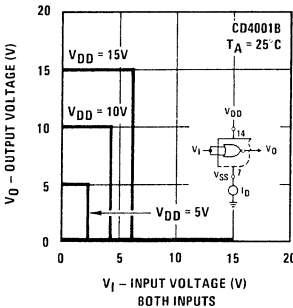 CD4001B
T_A = 25°C
20
15
10
5
0
V_O – OUTPUT VOLTAGE (V)
V_DD = 15V
V_DD = 10V
V_DD = 5V
V_DD
14
V_I
V_O
V_SS
7
I_D
0
5
10
15
20
V_I – INPUT VOLTAGE (V)
BOTH INPUTS